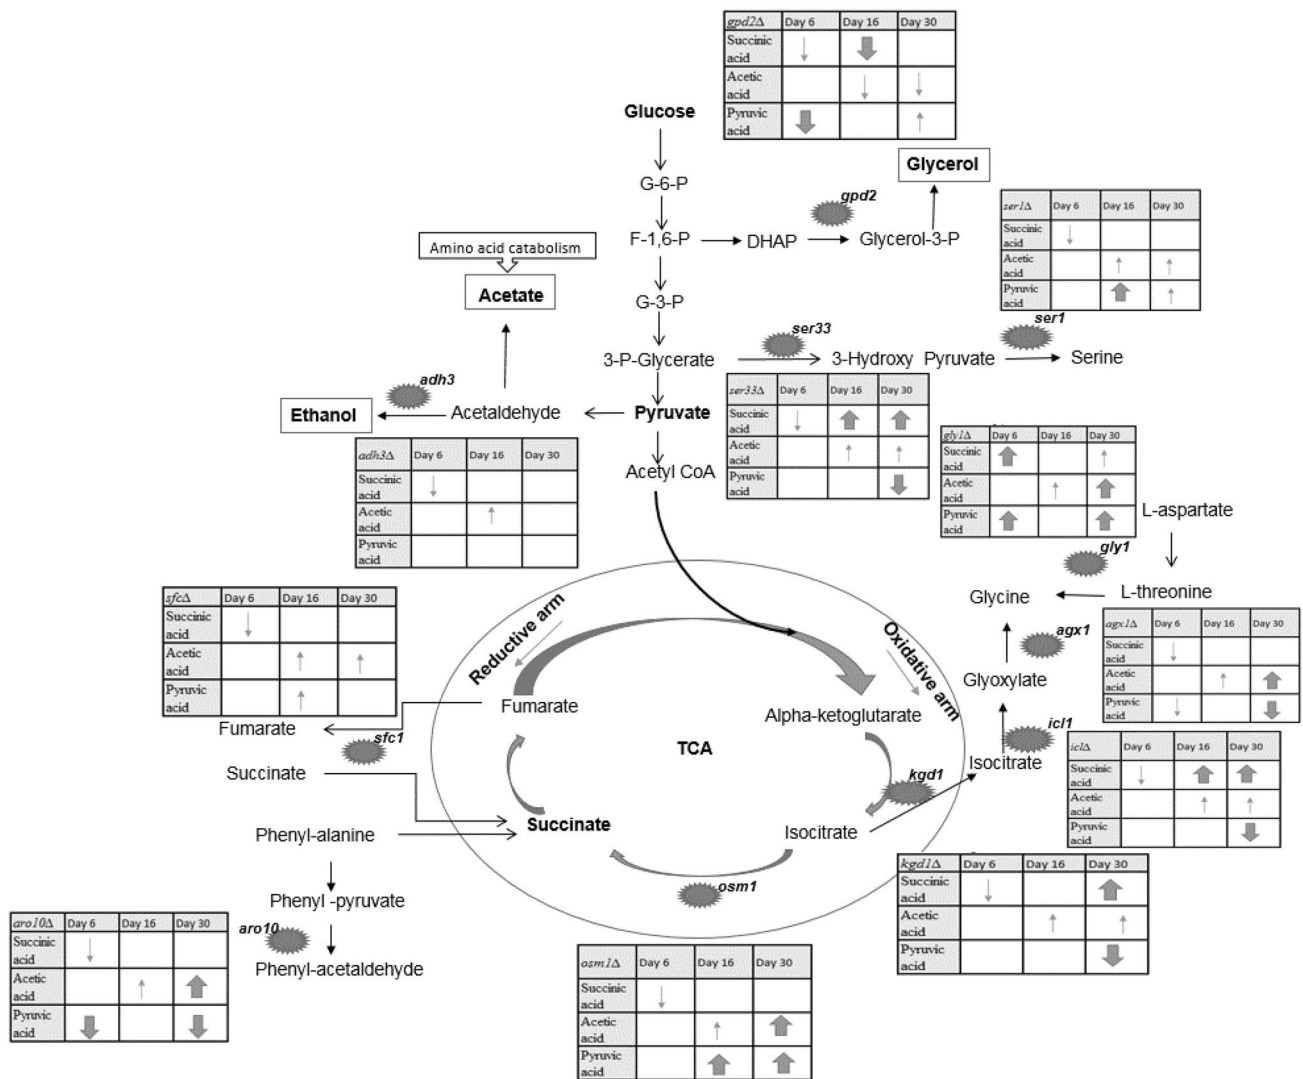 gpd2Δ Day 6 Day 16 Day 30
Succinic
acid
Acetic
acid
Pyruvic
acid
Glucose
G-6-P
F-1,6-P
DHAP
gpd2
Glycerol-3-P
Glycerol
Amino acid catabolism
Acetate
G-3-P
ser1Δ Day 6 Day 16 Day 30
Succinic
acid
Acetic
acid
Pyruvic
acid
3-P-Glycerate
ser33
3-Hydroxy Pyruvate
ser1
Serine
adh3
Ethanol
Acetaldehyde
Pyruvate
Acetyl CoA
ser33Δ Day 6 Day 16 Day 30
Succinic
acid
Acetic
acid
Pyruvic
acid
adh3Δ Day 6 Day 16 Day 30
Succinic
acid
Acetic
acid
Pyruvic
acid
gly1Δ Day 6 Day 16 Day 30
Succinic
acid
Acetic
acid
Pyruvic
acid
L-aspartate
gly1
L-threonine
Glycine
agx1
Glyoxylate
agx1Δ Day 6 Day 16 Day 30
Succinic
acid
Acetic
acid
Pyruvic
acid
sfcΔ Day 6 Day 16 Day 30
Succinic
acid
Acetic
acid
Pyruvic
acid
Reductive arm
Oxidative arm
Fumarate
Alpha-ketoglutarate
Fumarate
sfc1
Succinate
TCA
kgd1
icl1
Isocitrate
iclΔ Day 6 Day 16 Day 30
Succinic
acid
Acetic
acid
Pyruvic
acid
Phenyl-alanine
Succinate
Isocitrate
osm1
Phenyl -pyruvate
aro10
Phenyl-acetaldehyde
kgd1Δ Day 6 Day 16 Day 30
Succinic
acid
Acetic
acid
Pyruvic
acid
aro10Δ Day 6 Day 16 Day 30
Succinic
acid
Acetic
acid
Pyruvic
acid
osm1Δ Day 6 Day 16 Day 30
Succinic
acid
Acetic
acid
Pyruvic
acid